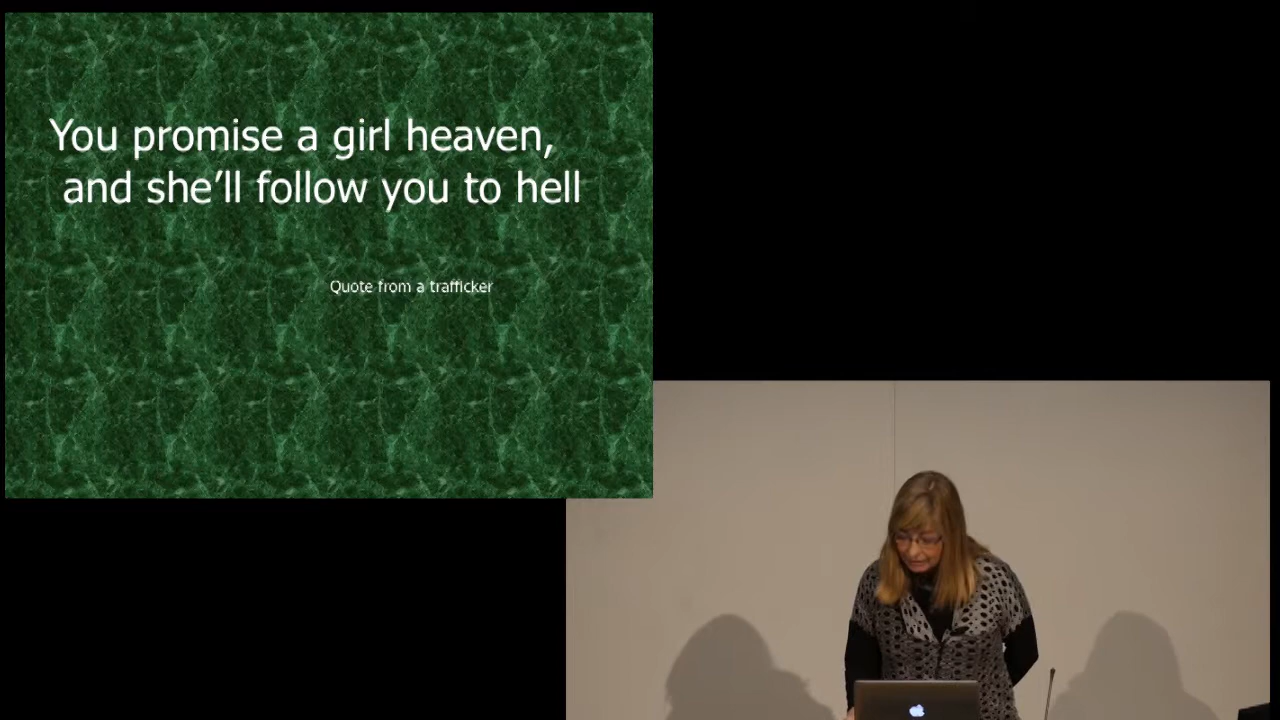 You promise a girl heaven,
and she’ll follow you to hell
Quote from a trafficker